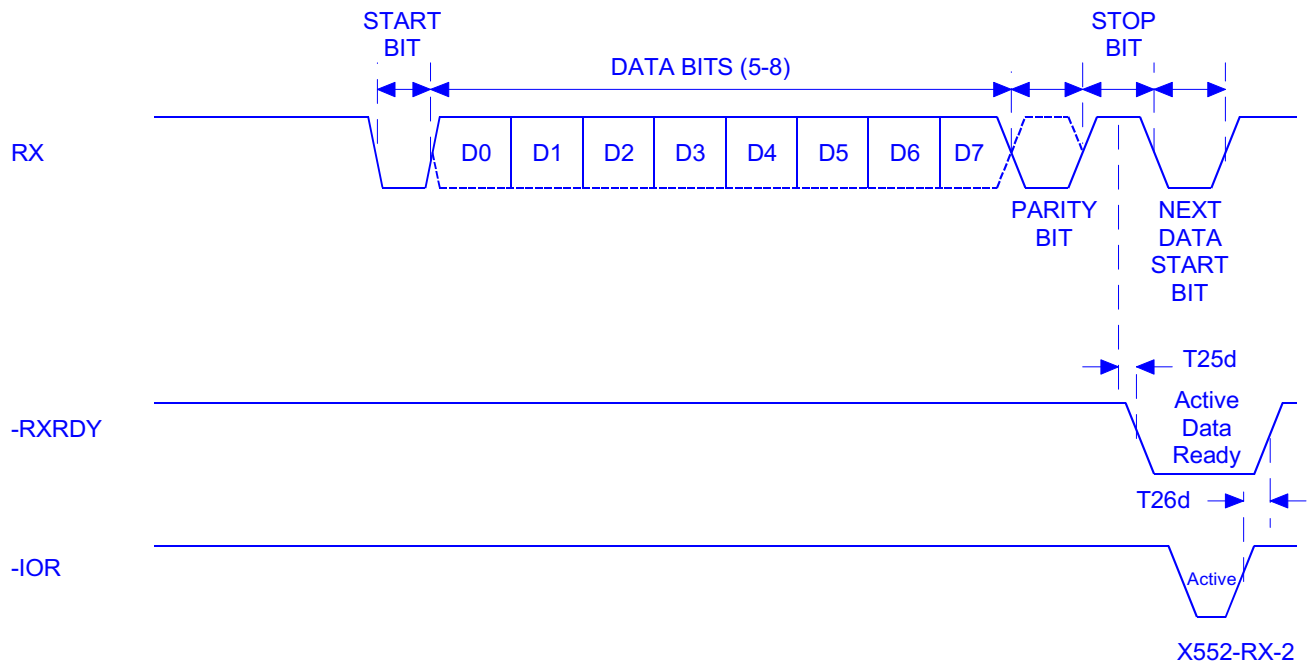 START
BIT
STOP
BIT
DATA BITS (5-8)
RX
D0 D1 D2 D3 D4 D5 D6 D7
PARITY
BIT
NEXT
DATA
START
BIT
T25d
-RXRDY
Active
Data
Ready
T26d
-IOR
Active
X552-RX-2